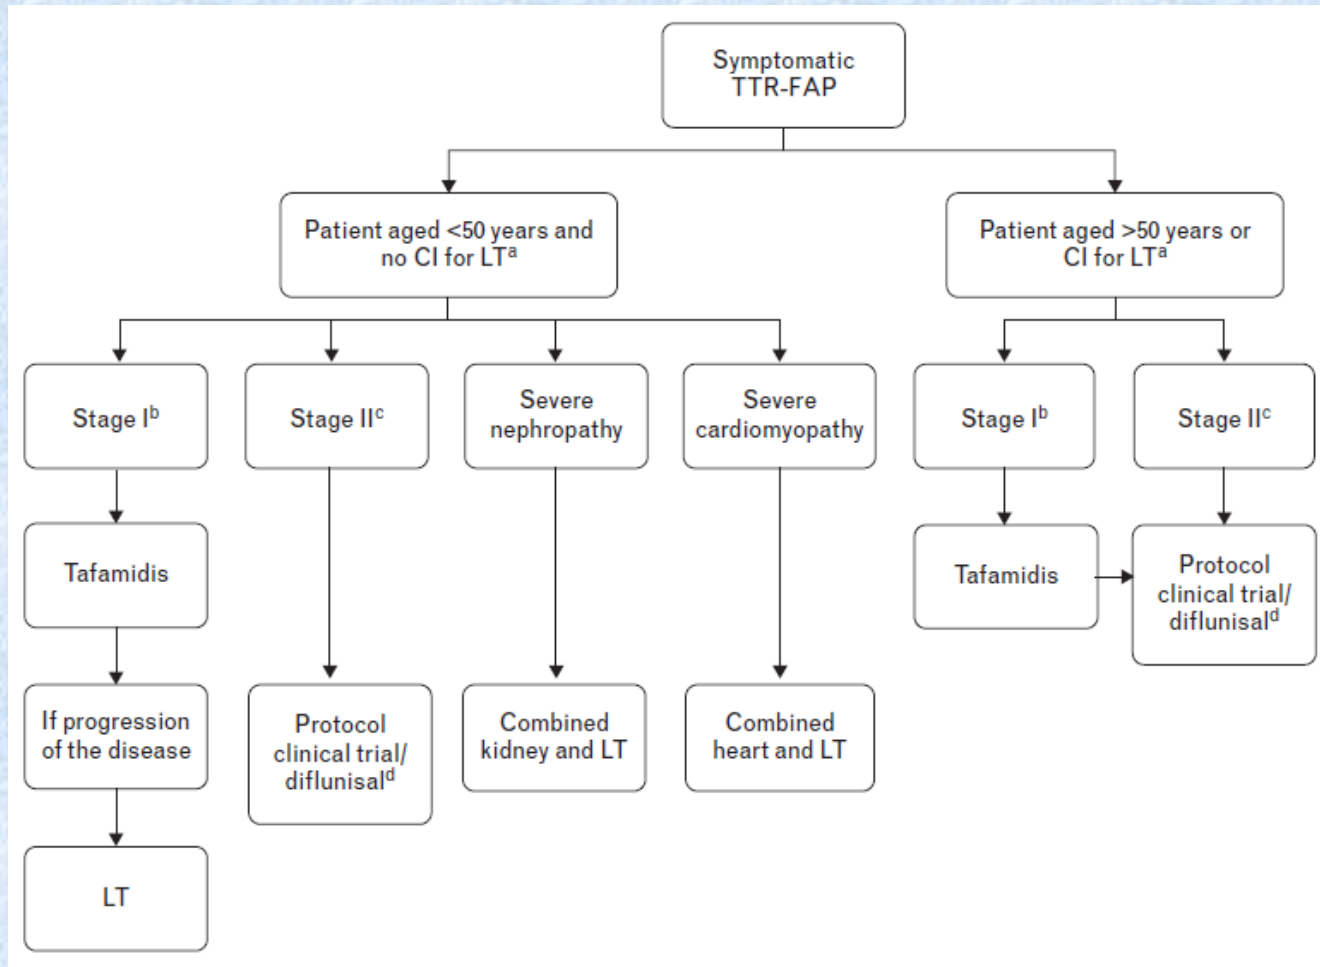 Symptomatic
TTR-FAP
Patient aged <50 years and
no CI for LTa
Patient aged >50 years or
CI for LTa
Stage Ib
Stage IIc
Severe
nephropathy
Severe
cardiomyopathy
Stage Ib
Stage IIc
Tafamidis
Tafamidis
Protocol
clinical trial/
diflunisald
If progression
of the disease
Protocol
clinical trial/
diflunisald
Combined
kidney and LT
Combined
heart and LT
LT